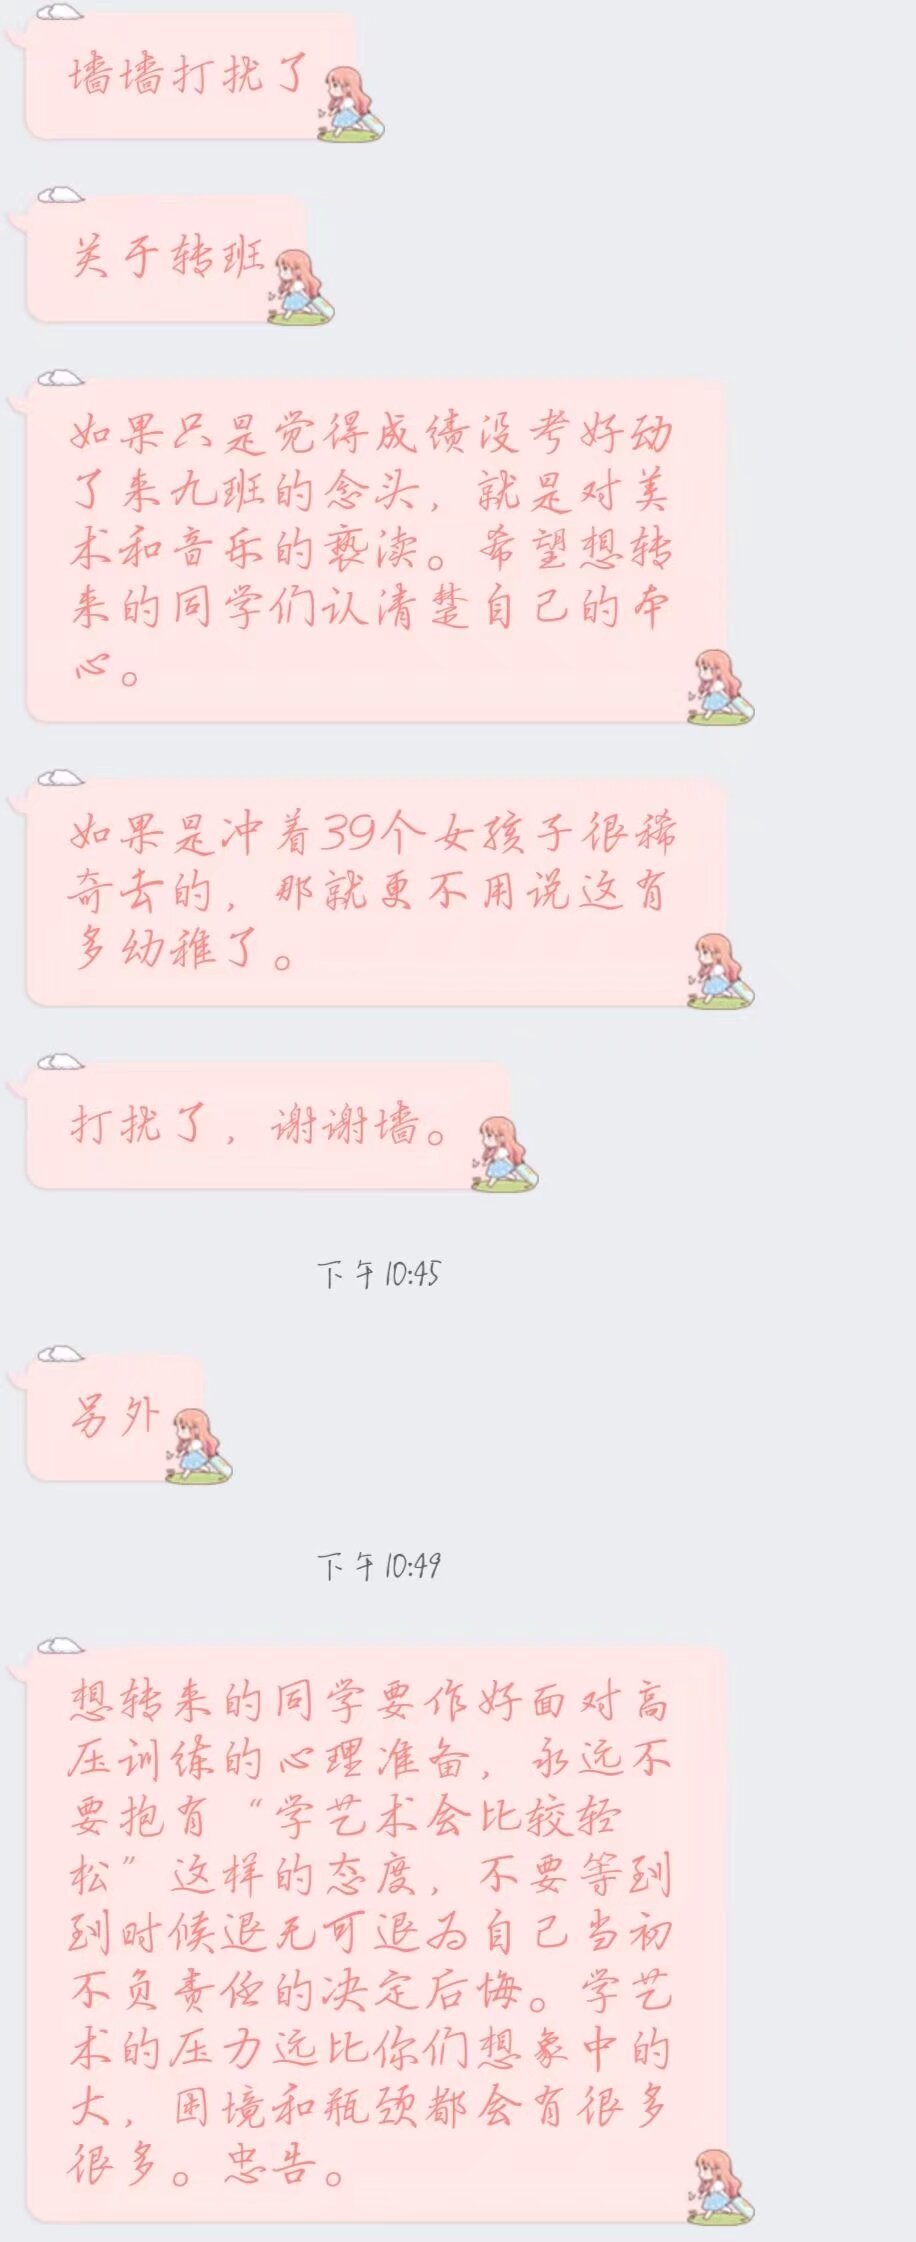 墙墙打扰了
关于转班
如果只是觉得成绩没考好动
了来九班的念头，就是对美
术和音乐的亵渎。希望想转
来的同学们认清楚自己的本
心。
如果是冲着39个女孩子很稀
奇去的，那就更不用说这有
多幼稚了。
打扰了，谢谢墙。
下午10:45
另外
下午10:49
想转来的同学要作好面对高
压训练的心理准备，永远不
要抱有“学艺术会比较轻
松”这样的态度，不要等到
到时候退无可退为自己当初
不负责任的决定后悔。学艺
术的压力远比你们想象中的
大，困境和瓶颈都会有很多
很多。忠告。